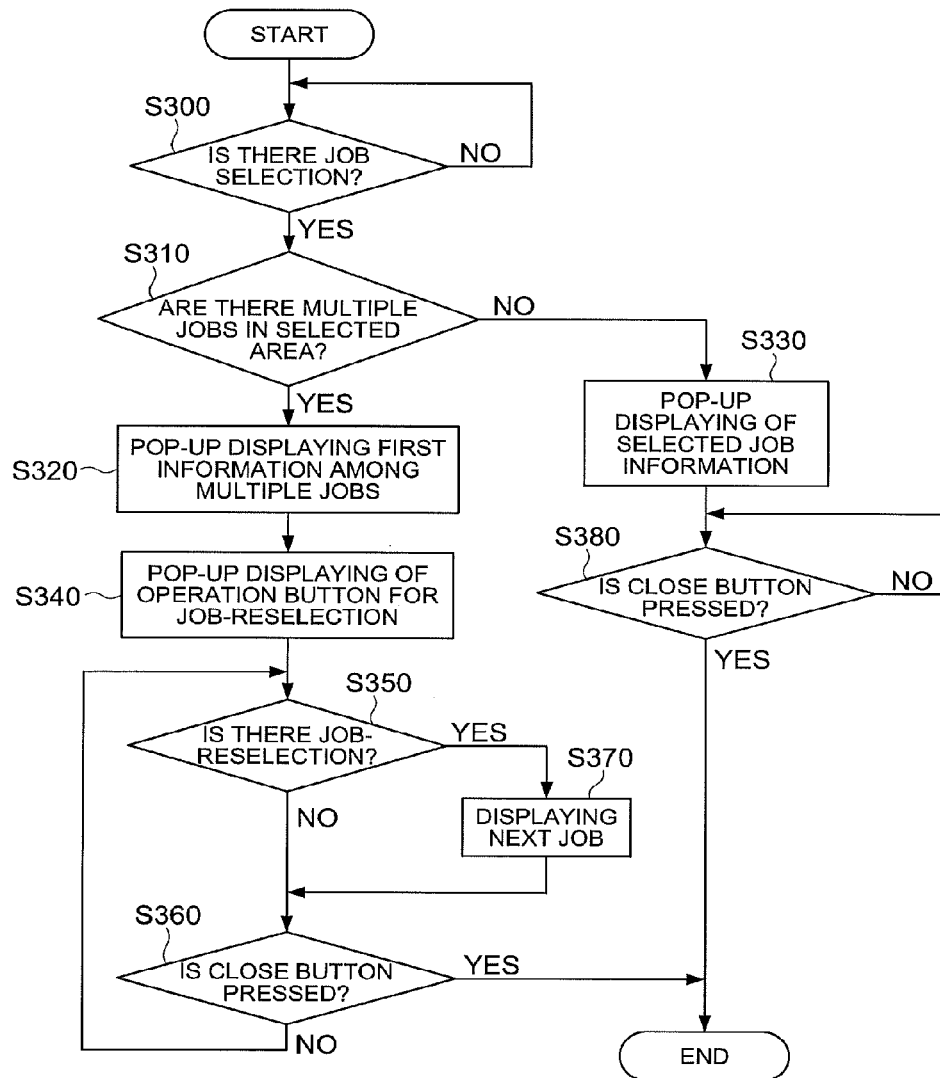 START
S300
IS THERE JOB
SELECTION?
NO
YES
S310
ARE THERE MULTIPLE
JOBS IN SELECTED
AREA?
NO
YES
S330
POP-UP
DISPLAYING OF
SELECTED JOB
INFORMATION
S320
POP-UP DISPLAYING FIRST
INFORMATION AMONG
MULTIPLE JOBS
S380
IS CLOSE BUTTON
PRESSED?
NO
YES
S340
POP-UP DISPLAYING OF
OPERATION BUTTON FOR
JOB-RESELECTION
S350
IS THERE JOB-
RESELECTION?
YES
NO
S370
DISPLAYING
NEXT JOB
S360
IS CLOSE BUTTON
PRESSED?
YES
NO
END